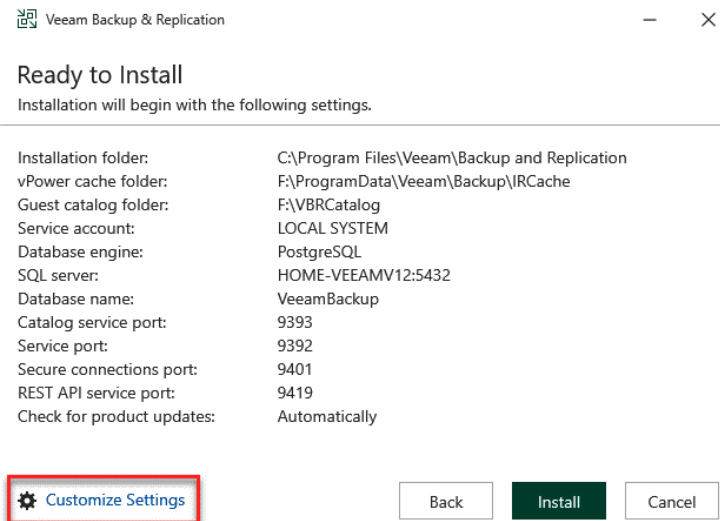 Veeam Backup & Replication
Ready to Install
Installation will begin with the following settings.
Installation folder: C:\Program Files\Veeam\Backup and Replication
vPower cache folder: F:\ProgramData\Veeam\Backup\IRCache
Guest catalog folder: F:\VBRCatalog
Service account: LOCAL SYSTEM
Database engine: PostgreSQL
SQL server: HOME-VEEAMV12:5432
Database name: VeeamBackup
Catalog service port: 9393
Service port: 9392
Secure connections port: 9401
REST API service port: 9419
Check for product updates: Automatically
Customize Settings Back Install Cancel